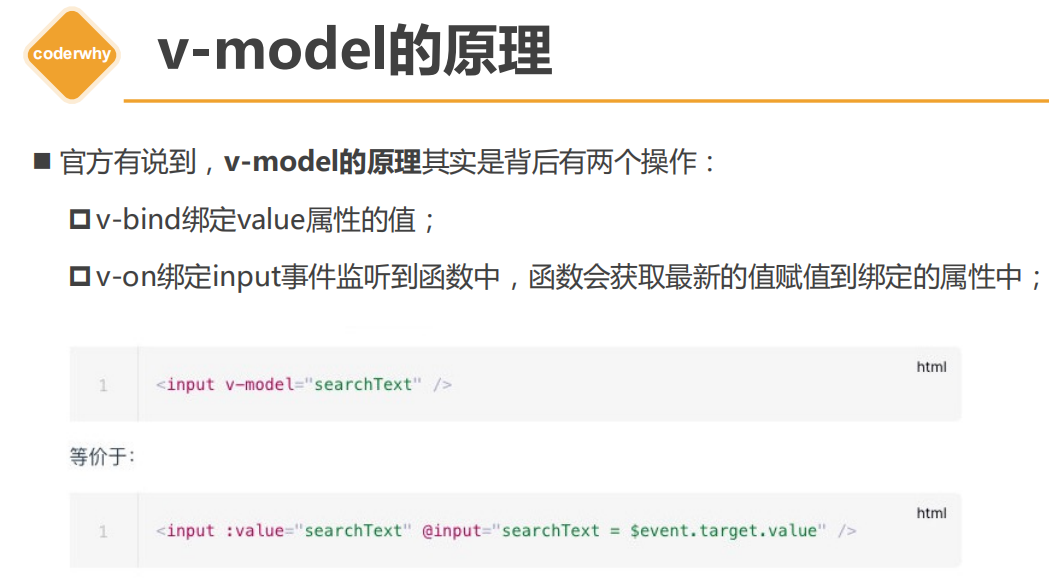 coderwhy
v-model的原理
官方有说到，v-model的原理其实是背后有两个操作：
v-bind绑定value属性的值；
v-on绑定input事件监听到函数中，函数会获取最新的值赋值到绑定的属性中；
html
1 <input v-model="searchText" />
等价于:
html
1 <input :value="searchText" @input="searchText = $event.target.value" />